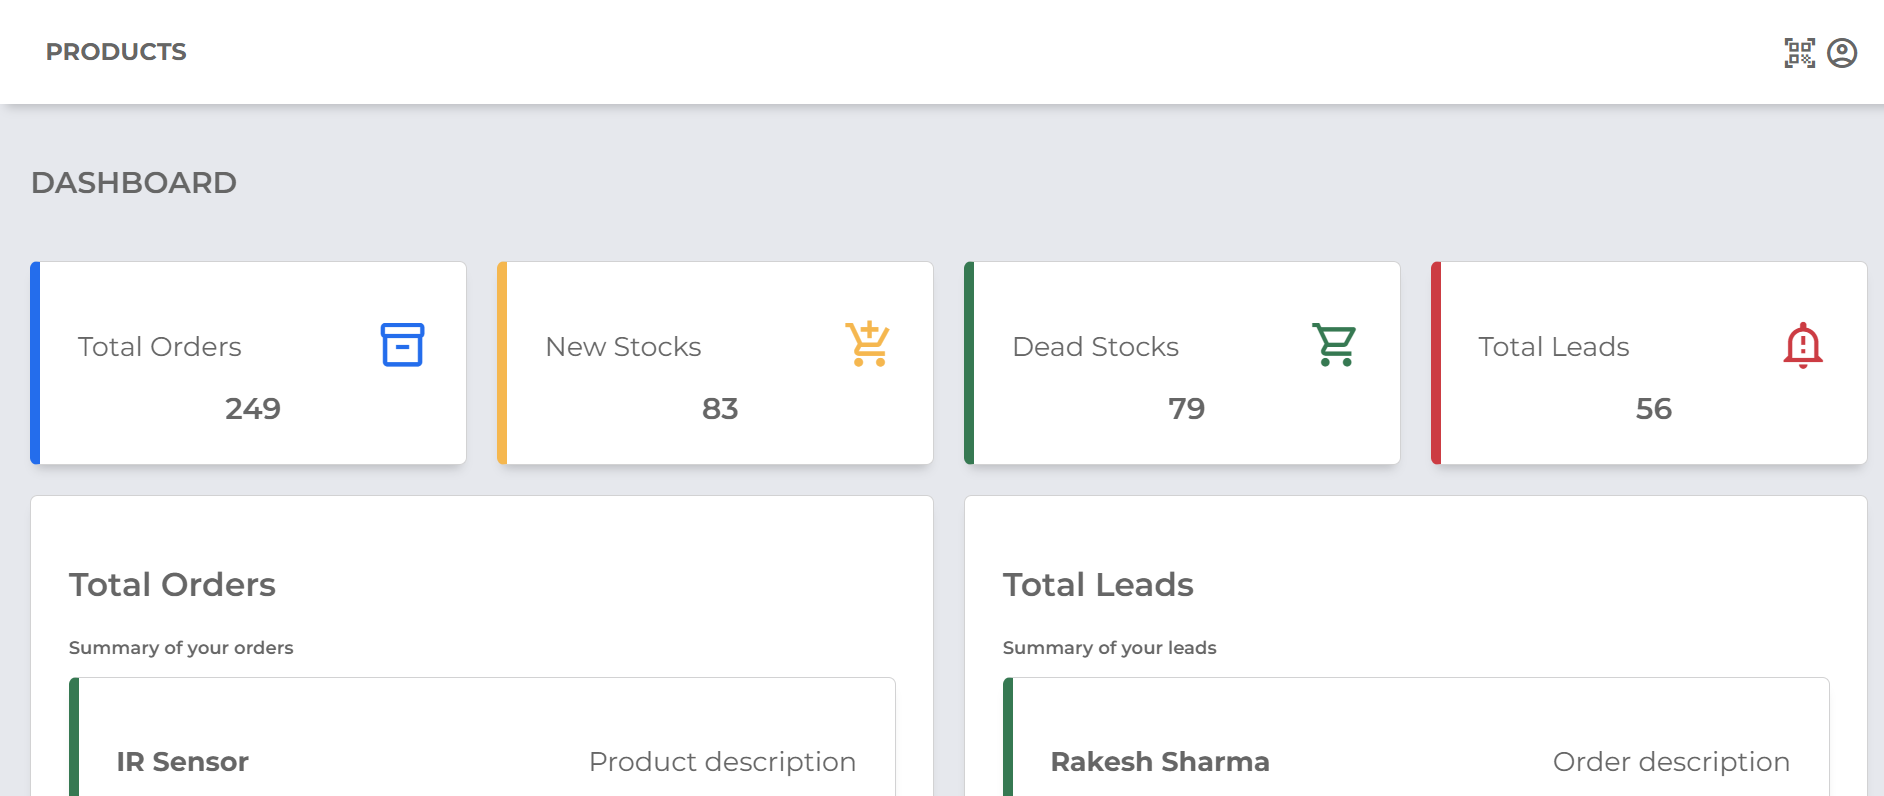 PRODUCTS
DASHBOARD
Total Orders
249
New Stocks
83
Dead Stocks
79
Total Leads
56
Total Orders
Summary of your orders
IR Sensor Product description
Total Leads
Summary of your leads
Rakesh Sharma Order description